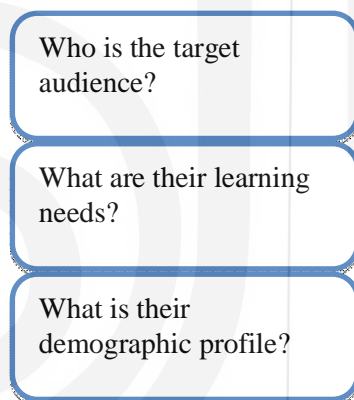 Who is the target
audience?
What are their learning
needs?
What is their
demographic profile?